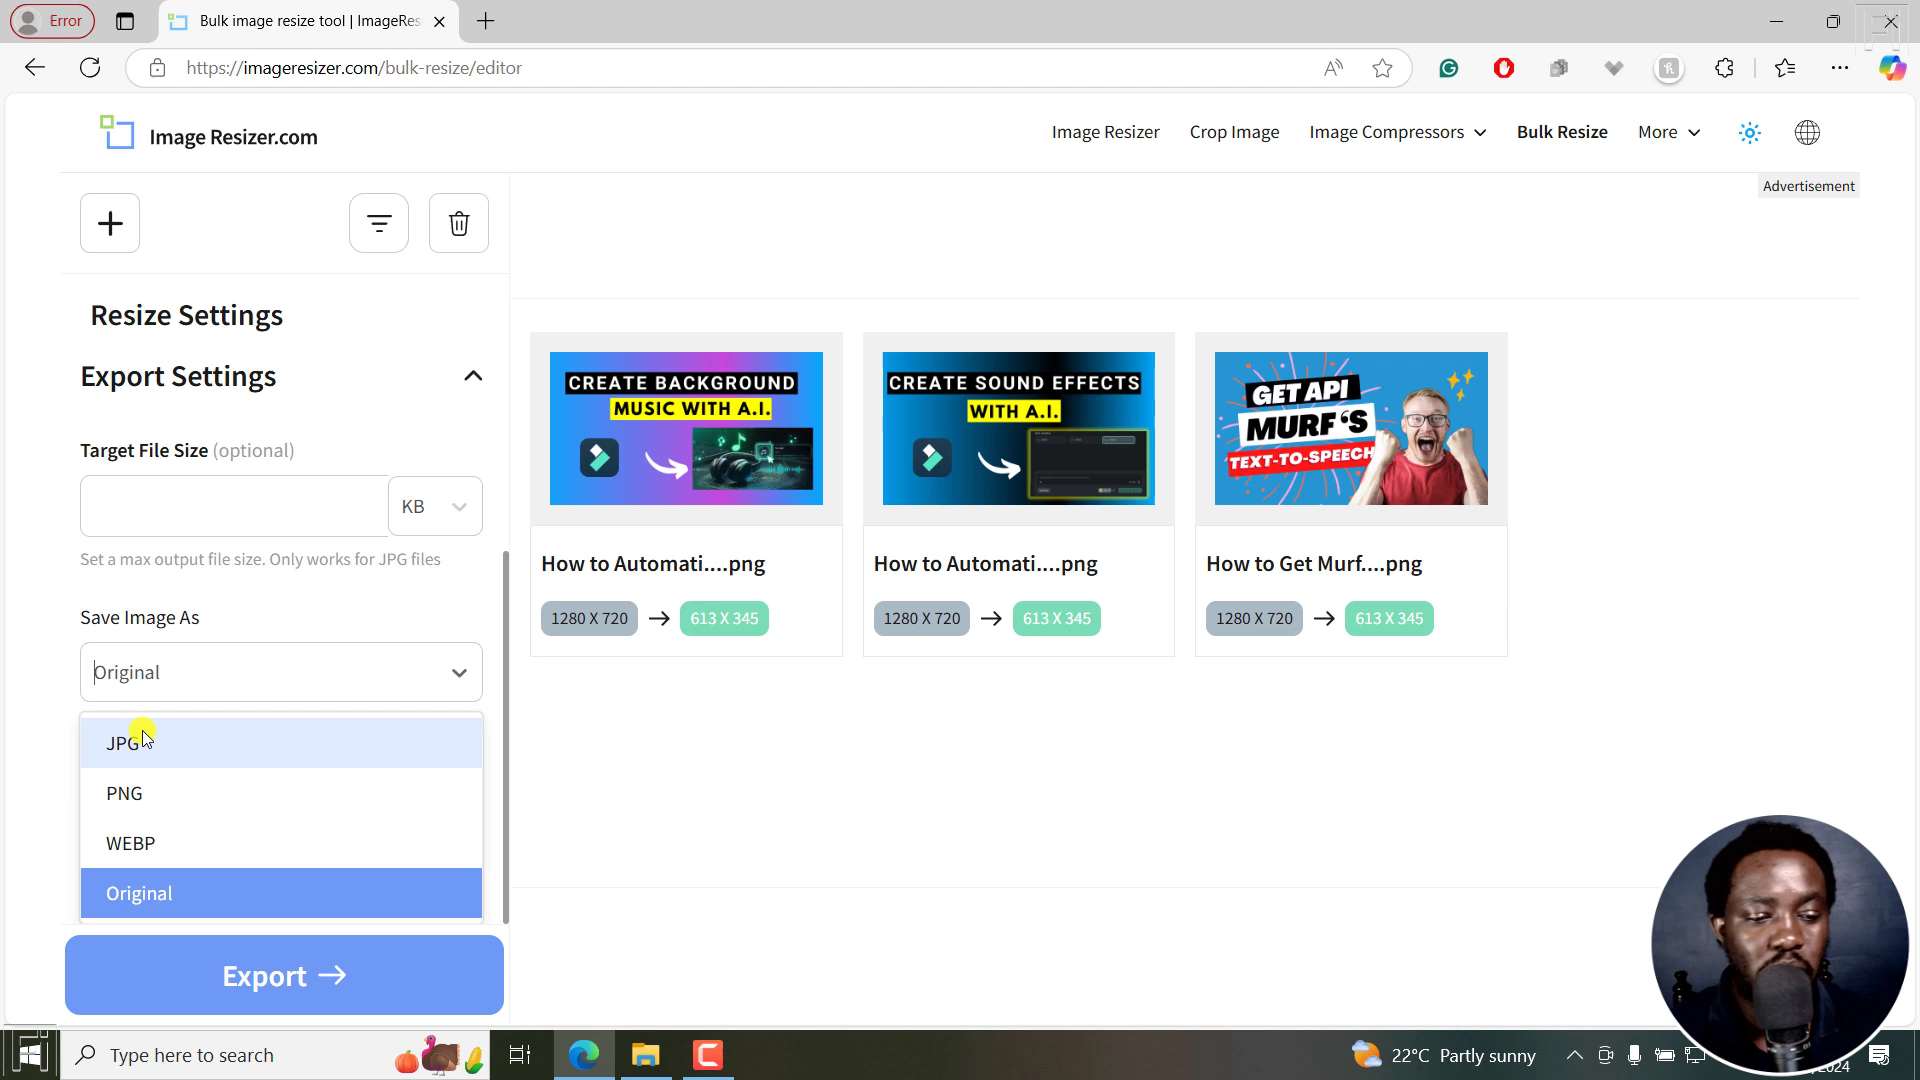 Error
Bulk image resize tool | ImageRes
https://imageresizer.com/bulk-resize/editor
Image Resizer.com
Image Resizer
Crop Image
Image Compressors
Bulk Resize
More
Advertisement
Resize Settings
Export Settings
Target File Size (optional)
KB
Set a max output file size. Only works for JPG files
Save Image As
Original
JPG
PNG
WEBP
Original
Export
CREATE BACKGROUND
MUSIC WITH A.I.
How to Automati....png
1280 X 720
613 X 345
CREATE SOUND EFFECTS
WITH A.I.
How to Automati....png
1280 X 720
613 X 345
GET API
MURF‘S
TEXT-TO-SPEECH
How to Get Murf....png
1280 X 720
613 X 345
Type here to search
22°C Partly sunny